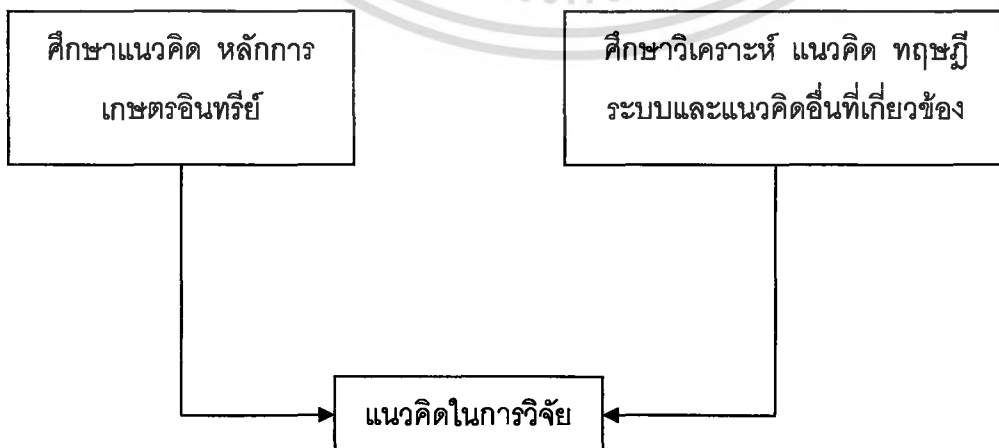 ศึกษาแนวคิด หลักการ
เกษตรอินทรีย์
ศึกษาวิเคราะห์ แนวคิด ทฤษฎี
ระบบและแนวคิดอื่นที่เกี่ยวข้อง
แนวคิดในการวิจัย